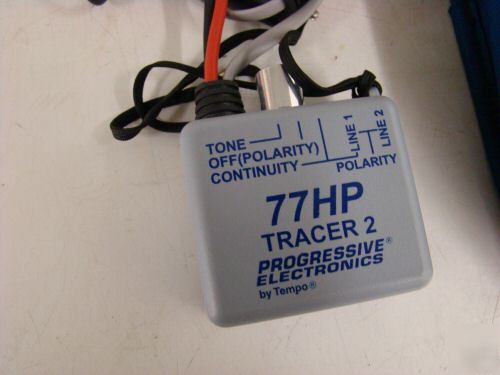 TONE
OFF(POLARITY)
CONTINUITY
LINE 1
LINE 2
POLARITY
77HP
TRACER 2
PROGRESSIVE®
ELECTRONICS
by Tempo®